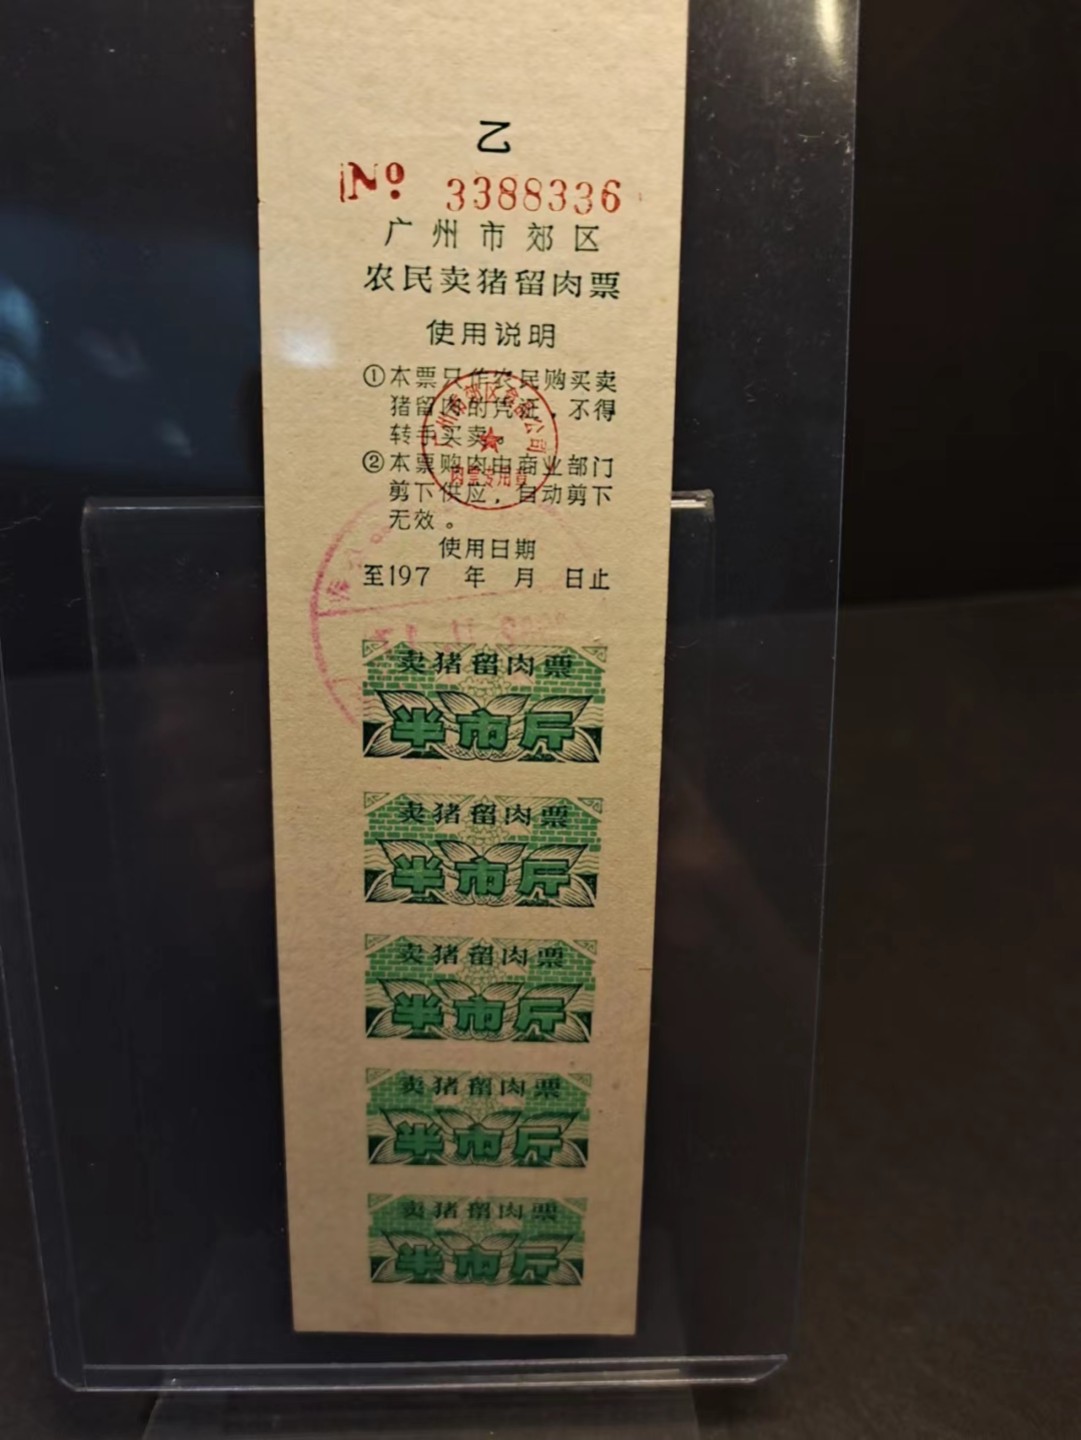 乙
№ 3388336
广州市郊区
农民卖猪留肉票
使用说明
①本票只作农民购买卖
猪留肉的凭证，不得
转手买卖。
②本票购肉由商业部门
剪下供应，自动剪下
无效。
使用日期
至197 年 月 日止
卖猪留肉票
半市斤
卖猪留肉票
半市斤
卖猪留肉票
半市斤
卖猪留肉票
半市斤
卖猪留肉票
半市斤